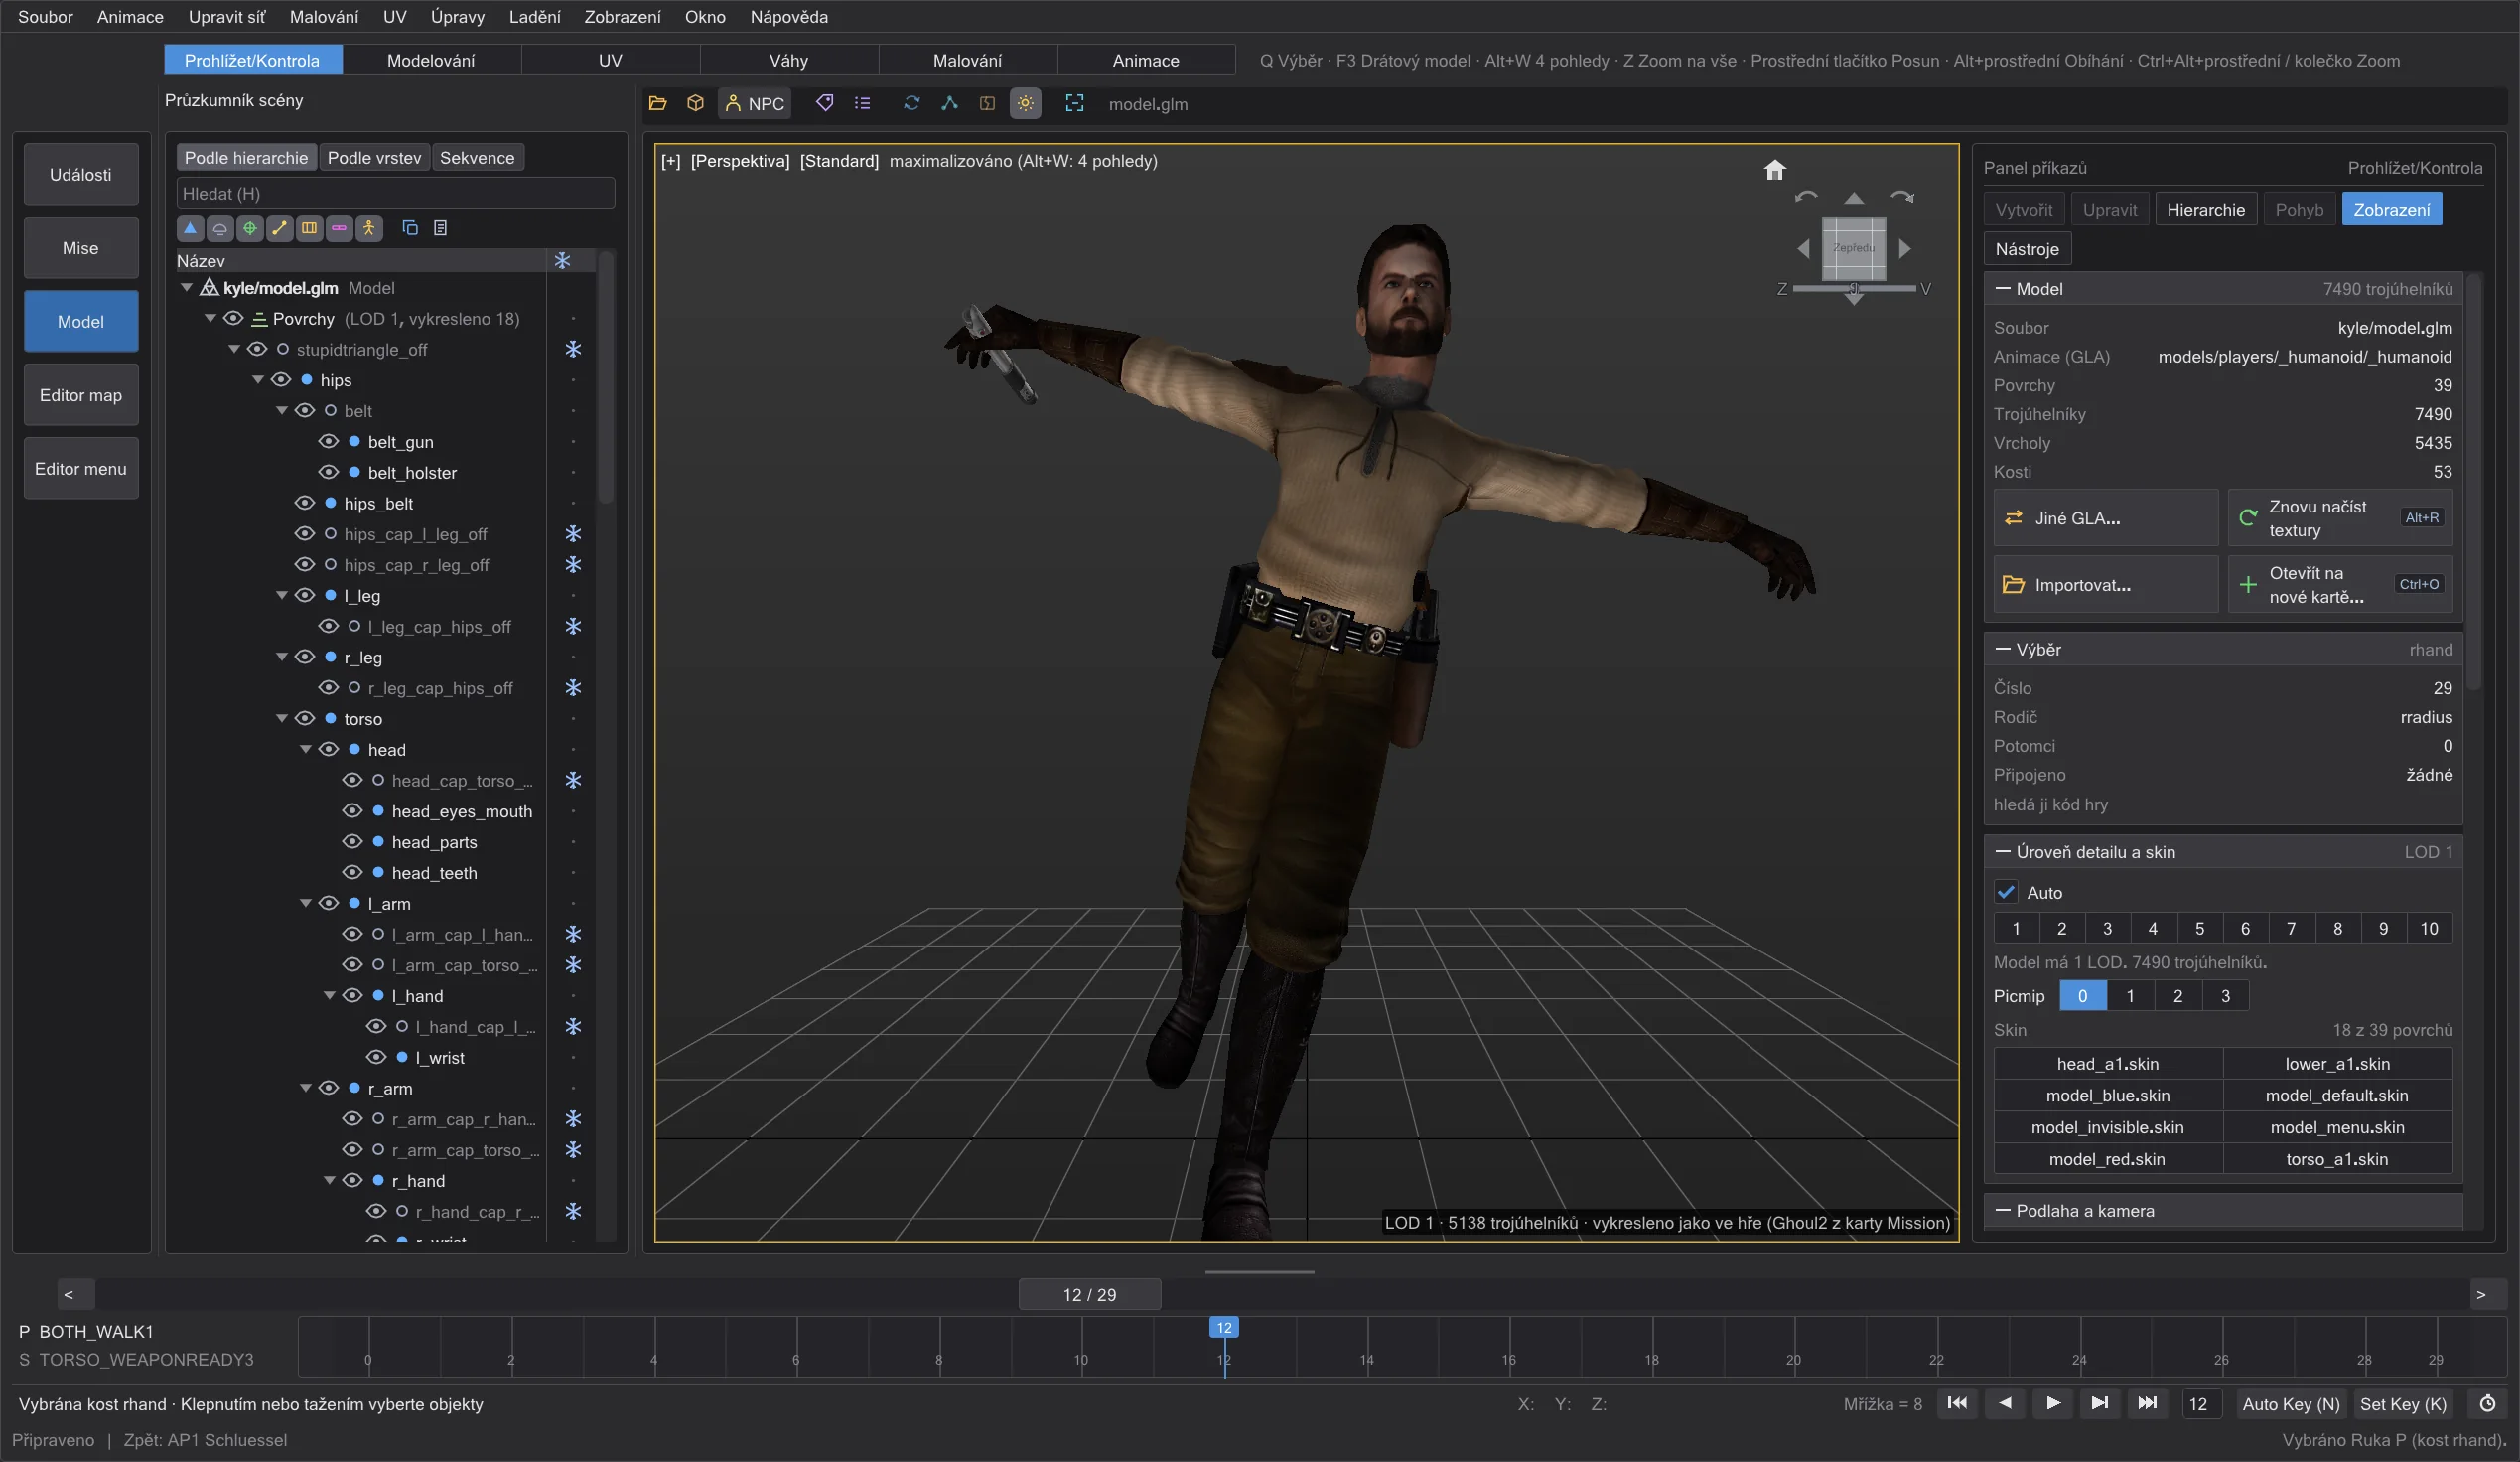 Soubor Animace Upravit síť Malování UV Úpravy Ladění Zobrazení Okno Nápověda
Prohlížet/Kontrola Modelování UV Váhy Malování Animace Q Výběr · F3 Drátový model · Alt+W 4 pohledy · Z Zoom na vše · Prostřední tlačítko Posun · Alt+prostřední Obíhání · Ctrl+Alt+prostřední / kolečko Zoom
Průzkumník scény
NPC model.glm
Události
Mise
Model
Editor map
Editor menu
Podle hierarchie Podle vrstev Sekvence
Hledat (H)
Název
kyle/model.glm Model
Povrchy (LOD 1, vykresleno 18)
stupidtriangle_off
hips
belt
belt_gun
belt_holster
hips_belt
hips_cap_l_leg_off
hips_cap_r_leg_off
l_leg
l_leg_cap_hips_off
r_leg
r_leg_cap_hips_off
torso
head
head_cap_torso_...
head_eyes_mouth
head_parts
head_teeth
l_arm
l_arm_cap_l_han...
l_arm_cap_torso_...
l_hand
l_hand_cap_l_...
l_wrist
r_arm
r_arm_cap_r_han...
r_arm_cap_torso_...
r_hand
r_hand_cap_r_...
r_wrist
[+] [Perspektiva] [Standard] maximalizováno (Alt+W: 4 pohledy)
Zepředu
Z V
LOD 1 · 5138 trojúhelníků · vykresleno jako ve hře (Ghoul2 z karty Mission)
Panel příkazů Prohlížet/Kontrola
Vytvořit Upravit Hierarchie Pohyb Zobrazení
Nástroje
Model 7490 trojúhelníků
Soubor kyle/model.glm
Animace (GLA) models/players/_humanoid/_humanoid
Povrchy 39
Trojúhelníky 7490
Vrcholy 5435
Kosti 53
Jiné GLA...
Znovu načíst textury Alt+R
Importovat...
Otevřít na nové kartě... Ctrl+O
Výběr rhand
Číslo 29
Rodič rradius
Potomci 0
Připojeno žádné
hledá ji kód hry
Úroveň detailu a skin LOD 1
Auto
1 2 3 4 5 6 7 8 9 10
Model má 1 LOD. 7490 trojúhelníků.
Picmip 0 1 2 3
Skin 18 z 39 povrchů
head_a1.skin lower_a1.skin
model_blue.skin model_default.skin
model_invisible.skin model_menu.skin
model_red.skin torso_a1.skin
Podlaha a kamera
< 12 / 29 >
P BOTH_WALK1
S TORSO_WEAPONREADY3
12
0 2 4 6 8 10 12 14 16 18 20 22 24 26 28 29
Vybrána kost rhand · Klepnutím nebo tažením vyberte objekty X: Y: Z: Mřížka = 8 12 Auto Key (N) Set Key (K)
Připraveno | Zpět: AP1 Schluessel Vybráno Ruka P (kost rhand).